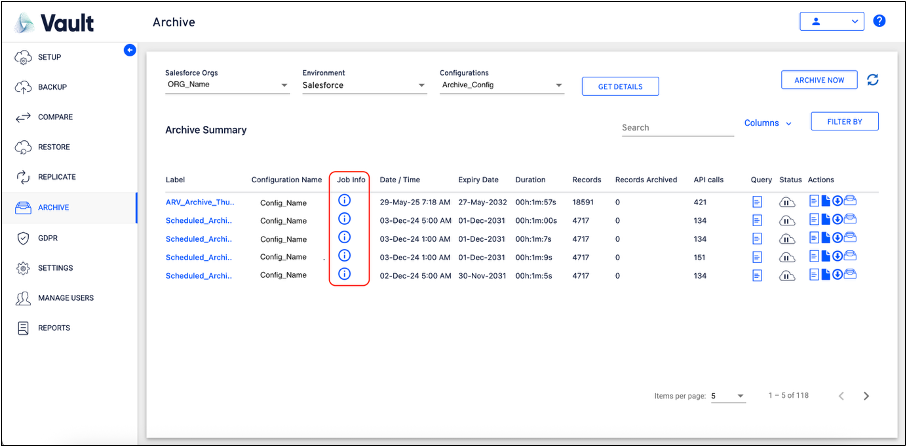 Vault
Archive
SETUP
BACKUP
COMPARE
RESTORE
REPLICATE
ARCHIVE
GDPR
SETTINGS
MANAGE USERS
REPORTS
Salesforce Orgs Environment Configurations
ORG_Name Salesforce Archive_Config
GET DETAILS ARCHIVE NOW
Archive Summary Search Columns FILTER BY
Label Configuration Name Job Info Date / Time Expiry Date Duration Records Records Archived API calls Query Status Actions
ARV_Archive_Thu.. Config_Name 29-May-25 7:18 AM 27-May-2032 00h:1m:57s 18591 0 421
Scheduled_Archi.. Config_Name 03-Dec-24 5:00 AM 01-Dec-2031 00h:1m:00s 4717 0 134
Scheduled_Archi.. Config_Name 03-Dec-24 1:00 AM 01-Dec-2031 00h:1m:7s 4717 0 134
Scheduled_Archi.. Config_Name 03-Dec-24 1:00 AM 01-Dec-2031 00h:1m:9s 4717 0 151
Scheduled_Archi.. Config_Name 02-Dec-24 5:00 AM 30-Nov-2031 00h:1m:5s 4717 0 134
Items per page: 5 1 – 5 of 118